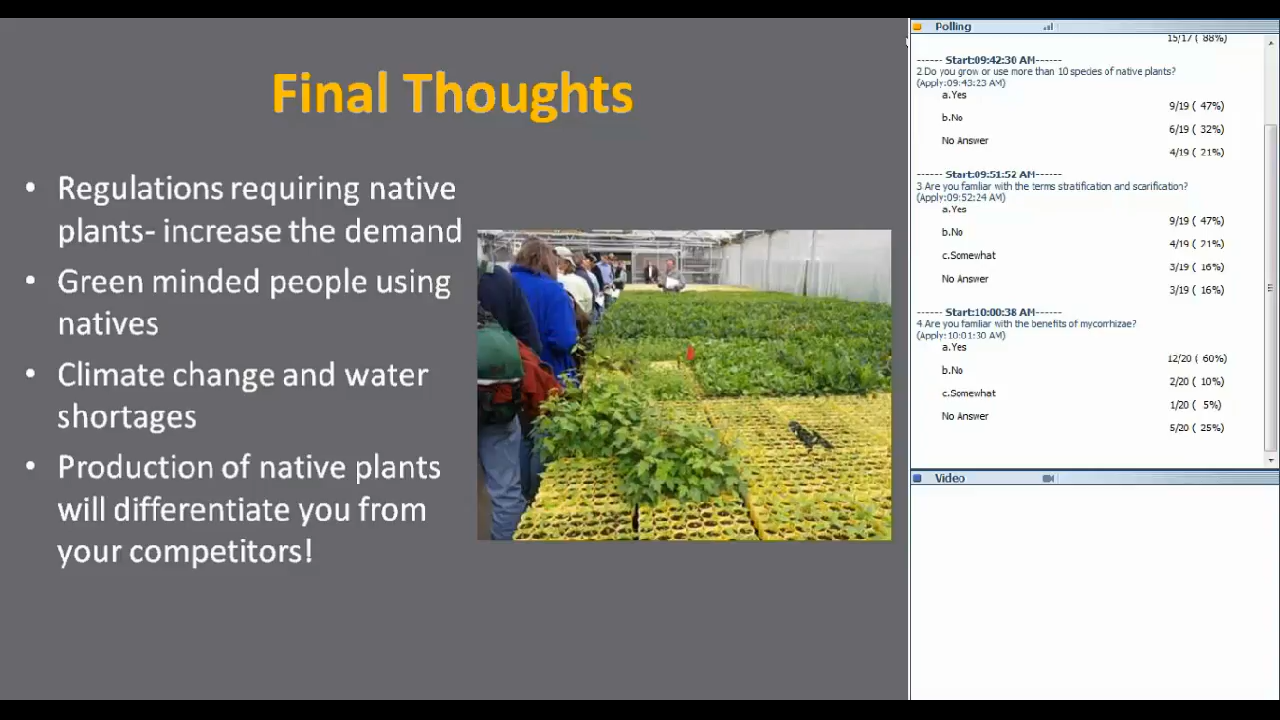 Final Thoughts
• Regulations requiring native
plants- increase the demand
• Green minded people using
natives
• Climate change and water
shortages
• Production of native plants
will differentiate you from
your competitors!
Polling
15/17 ( 88%)
------ Start:09:42:30 AM------
2.Do you grow or use more than 10 species of native plants?
(Apply:09:43:23 AM)
a.Yes
9/19 ( 47%)
b.No
6/19 ( 32%)
No Answer
4/19 ( 21%)
------ Start:09:51:52 AM------
3.Are you familiar with the terms stratification and scarification?
(Apply:09:52:24 AM)
a.Yes
9/19 ( 47%)
b.No
4/19 ( 21%)
c.Somewhat
3/19 ( 16%)
No Answer
3/19 ( 16%)
------ Start:10:00:38 AM------
4.Are you familiar with the benefits of mycorrhizae?
(Apply:10:01:30 AM)
a.Yes
12/20 ( 60%)
b.No
2/20 ( 10%)
c.Somewhat
1/20 ( 5%)
No Answer
5/20 ( 25%)
Video